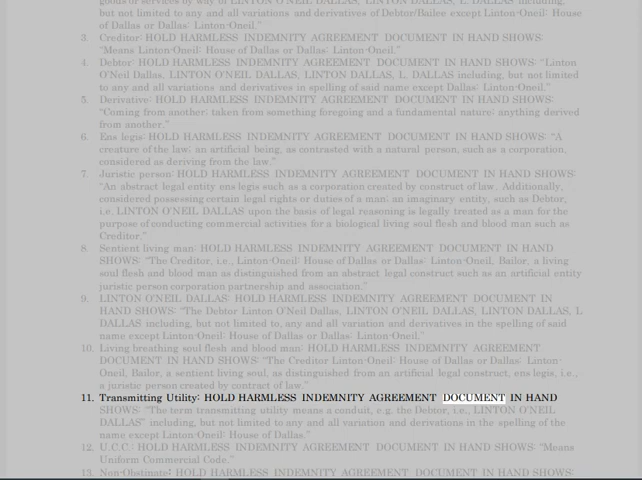 goods or services by way of LINTON O'NEIL DALLAS, LINTON DALLAS, L. DALLAS including,
but not limited to any and all variations and derivatives of Debtor/Bailee except Linton-Oneil: House
of Dallas or Dallas: Linton-Oneil."
3. Creditor: HOLD HARMLESS INDEMNITY AGREEMENT DOCUMENT IN HAND SHOWS:
"Means Linton-Oneil: House of Dallas or Dallas: Linton-Oneil."
4. Debtor: HOLD HARMLESS INDEMNITY AGREEMENT DOCUMENT IN HAND SHOWS: "Linton
O'Neil Dallas, LINTON O'NEIL DALLAS, LINTON DALLAS, L. DALLAS including, but not limited
to any and all variations and derivatives in spelling of said name except Dallas: Linton-Oneil."
5. Derivative: HOLD HARMLESS INDEMNITY AGREEMENT DOCUMENT IN HAND SHOWS:
"Coming from another; taken from something foregoing and a fundamental nature; anything derived
from another."
6. Ens legis: HOLD HARMLESS INDEMNITY AGREEMENT DOCUMENT IN HAND SHOWS: "A
creature of the law; an artificial being, as contrasted with a natural person, such as a corporation,
considered as deriving from the law."
7. Juristic person: HOLD HARMLESS INDEMNITY AGREEMENT DOCUMENT IN HAND SHOWS:
"An abstract legal entity ens legis such as a corporation created by construct of law. Additionally,
considered possessing certain legal rights or duties of a man; an imaginary entity, such as Debtor,
i.e. LINTON O'NEIL DALLAS upon the basis of legal reasoning is legally treated as a man for the
purpose of conducting commercial activities for a biological living soul flesh and blood man such as
Creditor."
8. Sentient living man: HOLD HARMLESS INDEMNITY AGREEMENT DOCUMENT IN HAND
SHOWS: "The Creditor, i.e., Linton-Oneil: House of Dallas or Dallas: Linton-Oneil, Bailor, a living
soul flesh and blood man as distinguished from an abstract legal construct such as an artificial entity
juristic person corporation partnership and association."
9. LINTON O'NEIL DALLAS: HOLD HARMLESS INDEMNITY AGREEMENT DOCUMENT IN
HAND SHOWS: "The Debtor Linton O'Neil Dallas, LINTON O'NEIL DALLAS, LINTON DALLAS, L
DALLAS including, but not limited to, any and all variation and derivatives in the spelling of said
name except Linton-Oneil: House of Dallas or Dallas: Linton-Oneil."
10. Living breathing soul flesh and blood man: HOLD HARMLESS INDEMNITY AGREEMENT
DOCUMENT IN HAND SHOWS: "The Creditor Linton-Oneil: House of Dallas or Dallas: Linton-
Oneil, Bailor, a sentient living soul, as distinguished from an artificial legal construct, ens legis, i.e.,
a juristic person created by contract of law."
11. Transmitting Utility: HOLD HARMLESS INDEMNITY AGREEMENT DOCUMENT IN HAND
SHOWS: "The term transmitting utility means a conduit, e.g. the Debtor, i.e., LINTON O'NEIL
DALLAS" including, but not limited to any and all variation and derivations in the spelling of the
name except Linton-Oneil: House of Dallas."
12. U.C.C.: HOLD HARMLESS INDEMNITY AGREEMENT DOCUMENT IN HAND SHOWS: "Means
Uniform Commercial Code."
13. Non-Obstinate: HOLD HARMLESS INDEMNITY AGREEMENT DOCUMENT IN HAND SHOWS: